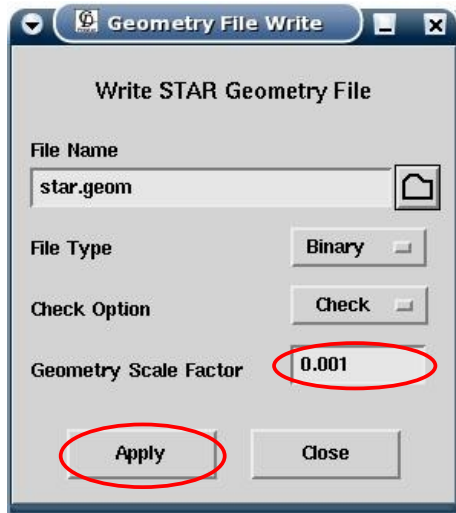 Geometry File Write
Write STAR Geometry File
File Name
star.geom
File Type Binary
Check Option Check
Geometry Scale Factor 0.001
Apply Close